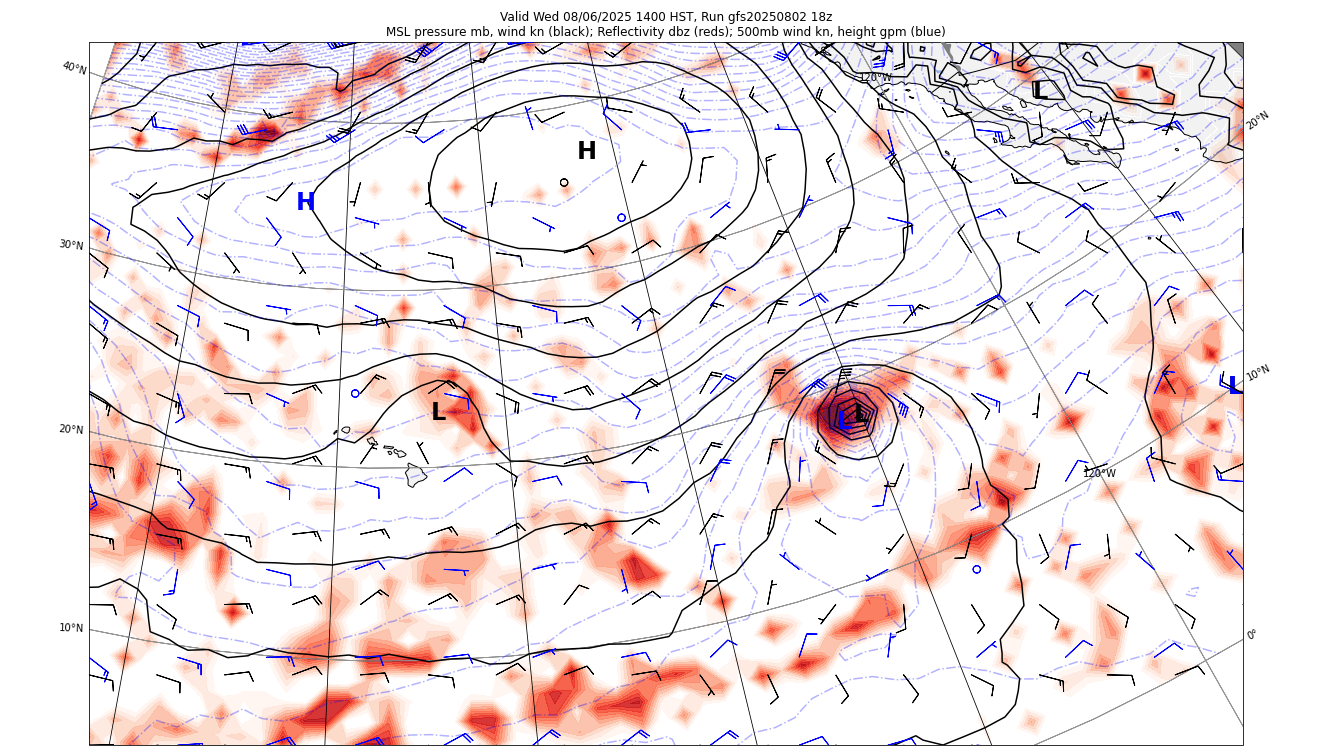 Valid Wed 08/06/2025 1400 HST, Run gfs20250802 18z
MSL pressure mb, wind kn (black); Reflectivity dbz (reds); 500mb wind kn, height gpm (blue)
40°N
120°W
L
20°N
H
H
30°N
10°N
L
L
L
L
20°N
120°W
10°N
0°